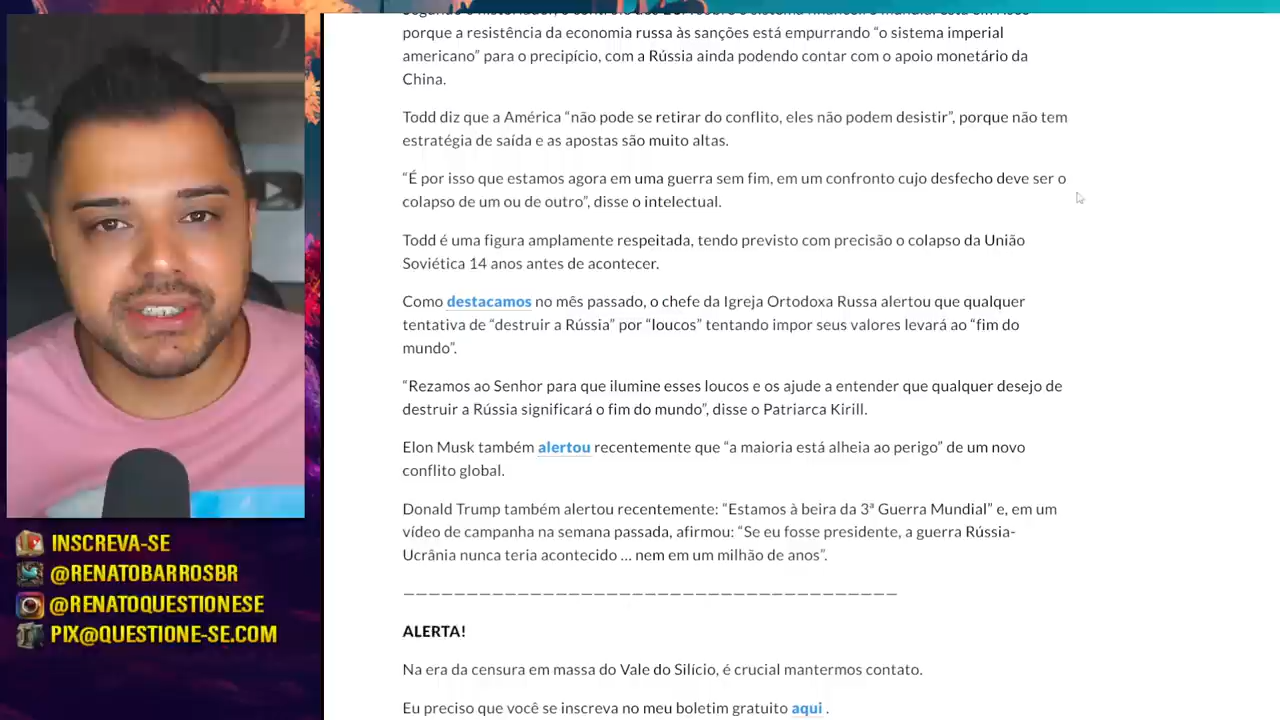 porque a resistência da economia russa às sanções está empurrando “o sistema imperial
americano” para o precipício, com a Rússia ainda podendo contar com o apoio monetário da
China.
Todd diz que a América “não pode se retirar do conflito, eles não podem desistir”, porque não tem
estratégia de saída e as apostas são muito altas.
“É por isso que estamos agora em uma guerra sem fim, em um confronto cujo desfecho deve ser o
colapso de um ou de outro”, disse o intelectual.
Todd é uma figura amplamente respeitada, tendo previsto com precisão o colapso da União
Soviética 14 anos antes de acontecer.
Como destacamos no mês passado, o chefe da Igreja Ortodoxa Russa alertou que qualquer
tentativa de “destruir a Rússia” por “loucos” tentando impor seus valores levará ao “fim do
mundo”.
“Rezamos ao Senhor para que ilumine esses loucos e os ajude a entender que qualquer desejo de
destruir a Rússia significará o fim do mundo”, disse o Patriarca Kirill.
Elon Musk também alertou recentemente que “a maioria está alheia ao perigo” de um novo
conflito global.
Donald Trump também alertou recentemente: “Estamos à beira da 3ª Guerra Mundial” e, em um
vídeo de campanha na semana passada, afirmou: “Se eu fosse presidente, a guerra Rússia-
Ucrânia nunca teria acontecido … nem em um milhão de anos”.
———————————————————————————————————————
ALERTA!
Na era da censura em massa do Vale do Silício, é crucial mantermos contato.
Eu preciso que você se inscreva no meu boletim gratuito aqui .
INSCREVA-SE
@RENATOBARROSBR
@RENATOQUESTIONESE
PIX@QUESTIONE-SE.COM